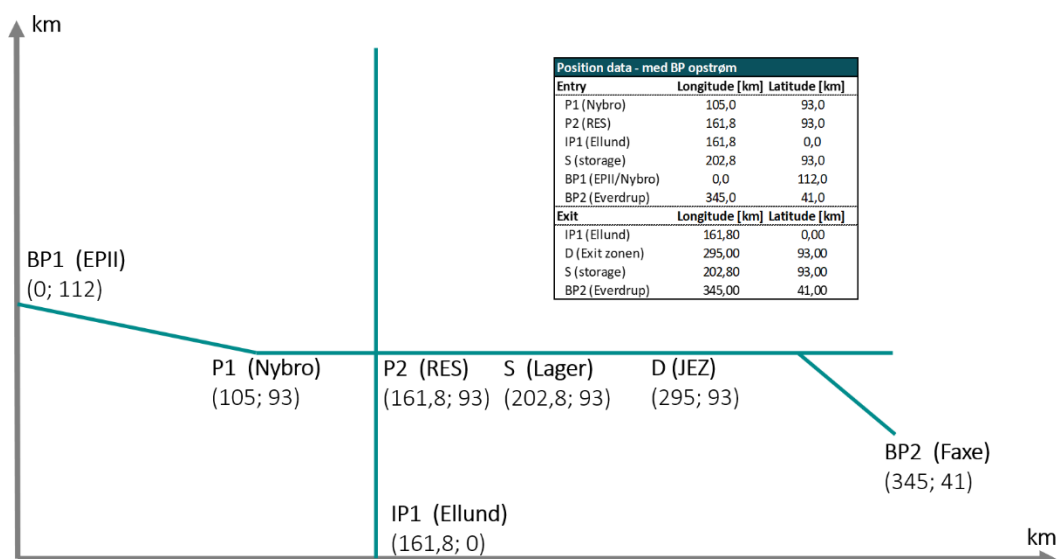 km
Position data - med BP opstrøm
Entry Longitude [km] Latitude [km]
P1 (Nybro) 105,0 93,0
P2 (RES) 161,8 93,0
IP1 (Ellund) 161,8 0,0
S (storage) 202,8 93,0
BP1 (EPII/Nybro) 0,0 112,0
BP2 (Everdrup) 345,0 41,0
Exit Longitude [km] Latitude [km]
IP1 (Ellund) 161,80 0,00
D (Exit zonen) 295,00 93,00
S (storage) 202,80 93,00
BP2 (Everdrup) 345,00 41,00
BP1 (EPII)
(0; 112)
P1 (Nybro)
(105; 93)
P2 (RES)
(161,8; 93)
S (Lager)
(202,8; 93)
D (JEZ)
(295; 93)
BP2 (Faxe)
(345; 41)
IP1 (Ellund)
(161,8; 0)
km